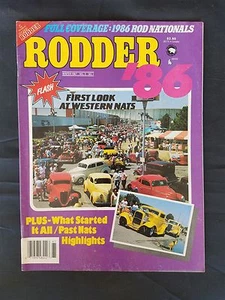 FULL COVERAGE: 1986 ROD NATIONALS
RODDER
'86
FLASH
FIRST LOOK
AT WESTERN NATS
PLUS-What Started
It All/Past Nats
Highlights